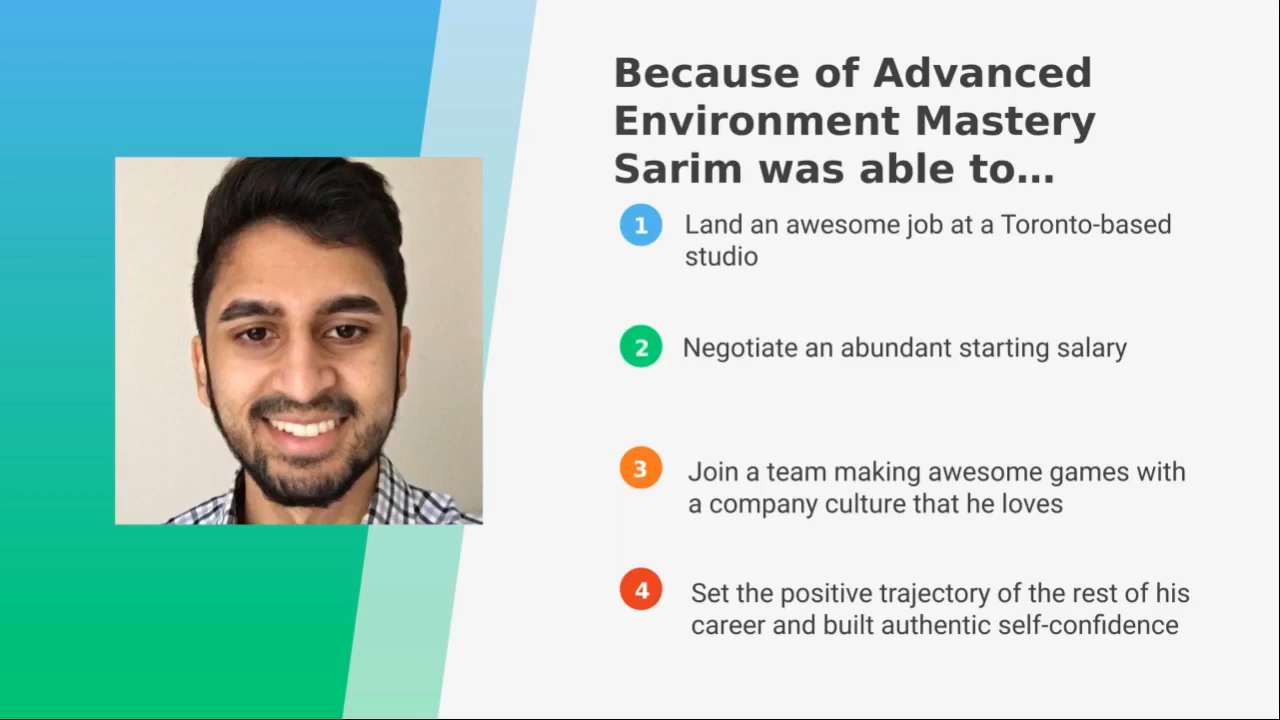 Because of Advanced
Environment Mastery
Sarim was able to…
1 Land an awesome job at a Toronto-based
studio
2 Negotiate an abundant starting salary
3 Join a team making awesome games with
a company culture that he loves
4 Set the positive trajectory of the rest of his
career and built authentic self-confidence